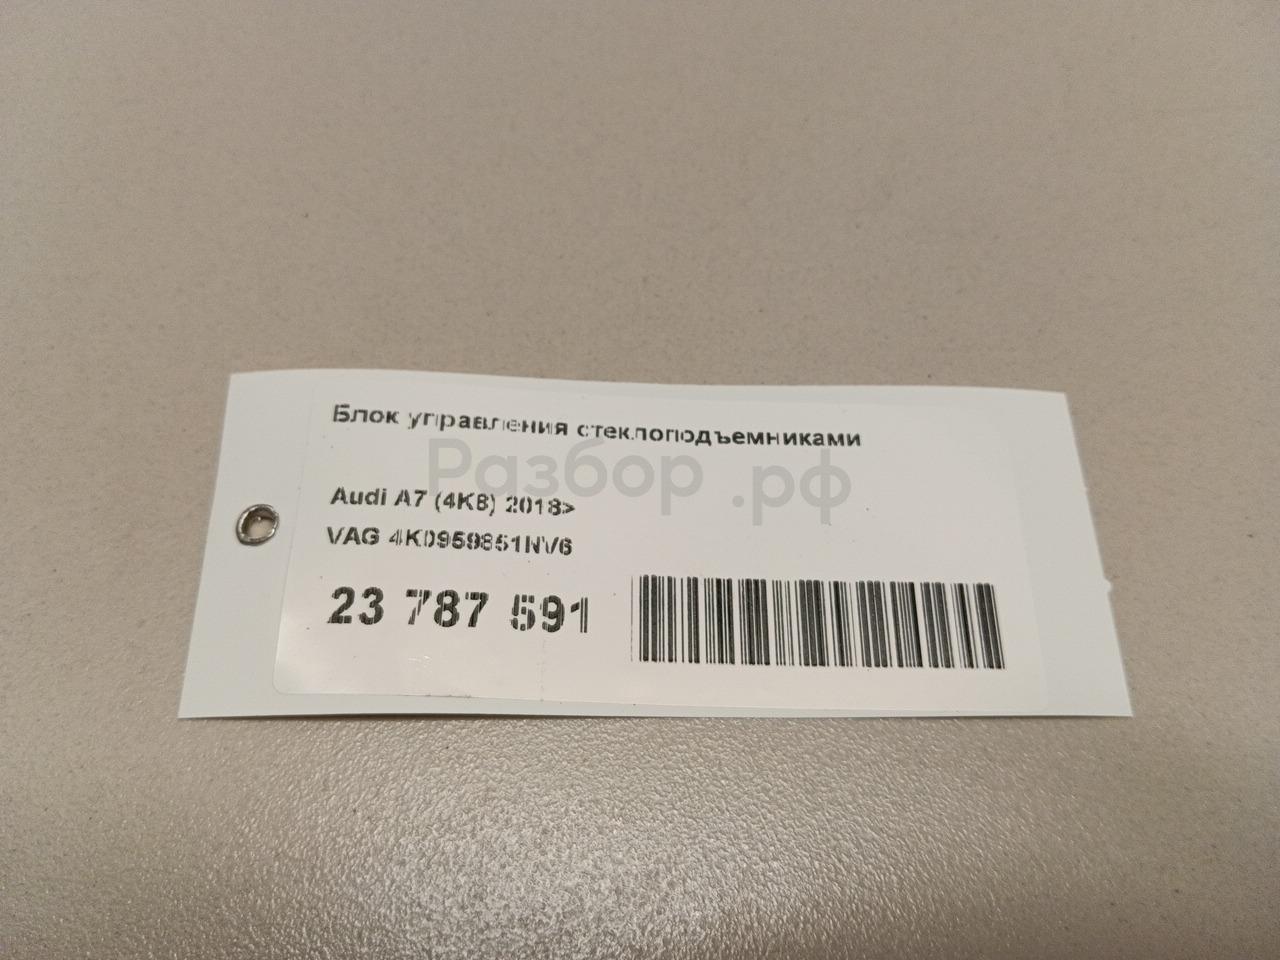 Блок управления стеклоподъемниками
Разбор.рф
Audi A7 (4K8) 2018>
VAG 4K0959851NV6
23 787 591